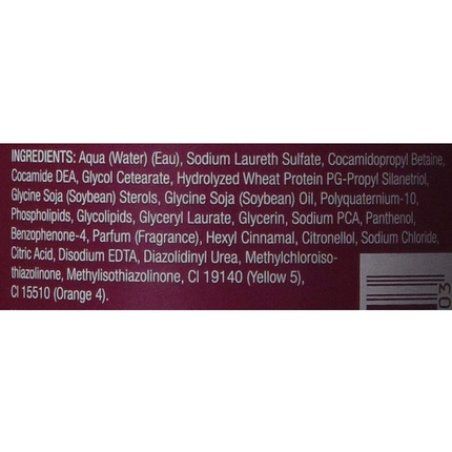 INGREDIENTS: Aqua (Water) (Eau), Sodium Laureth Sulfate, Cocamidopropyl Betaine,
Cocamide DEA, Glycol Cetearate, Hydrolyzed Wheat Protein PG-Propyl Silanetriol,
Glycine Soja (Soybean) Sterols, Glycine Soja (Soybean) Oil, Polyquaternium-10,
Phospholipids, Glycolipids, Glyceryl Laurate, Glycerin, Sodium PCA, Panthenol,
Benzophenone-4, Parfum (Fragrance), Hexyl Cinnamal, Citronellol, Sodium Chloride,
Citric Acid, Disodium EDTA, Diazolidinyl Urea, Methylchloroiso-
thiazolinone, Methylisothiazolinone, CI 19140 (Yellow 5),
CI 15510 (Orange 4).
03